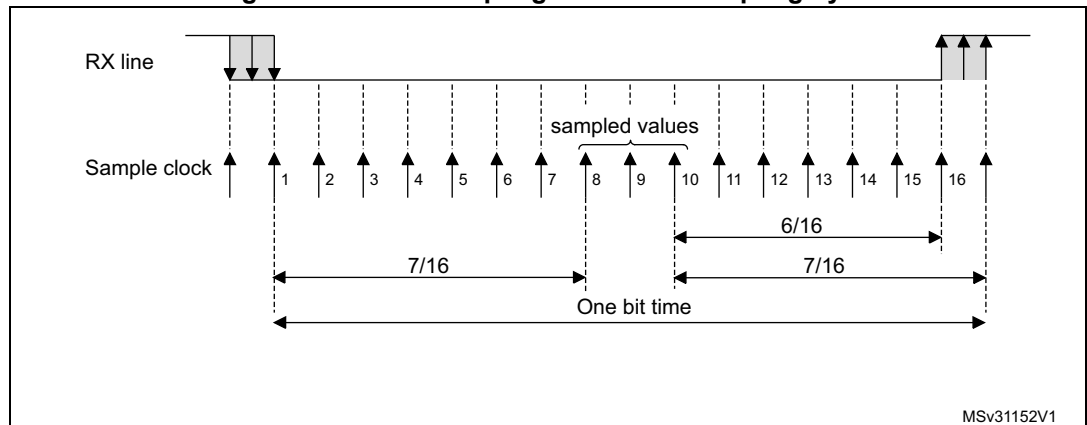 RX line
sampled values
Sample clock
1 2 3 4 5 6 7 8 9 10 11 12 13 14 15 16
6/16
7/16 7/16
One bit time
MSv31152V1